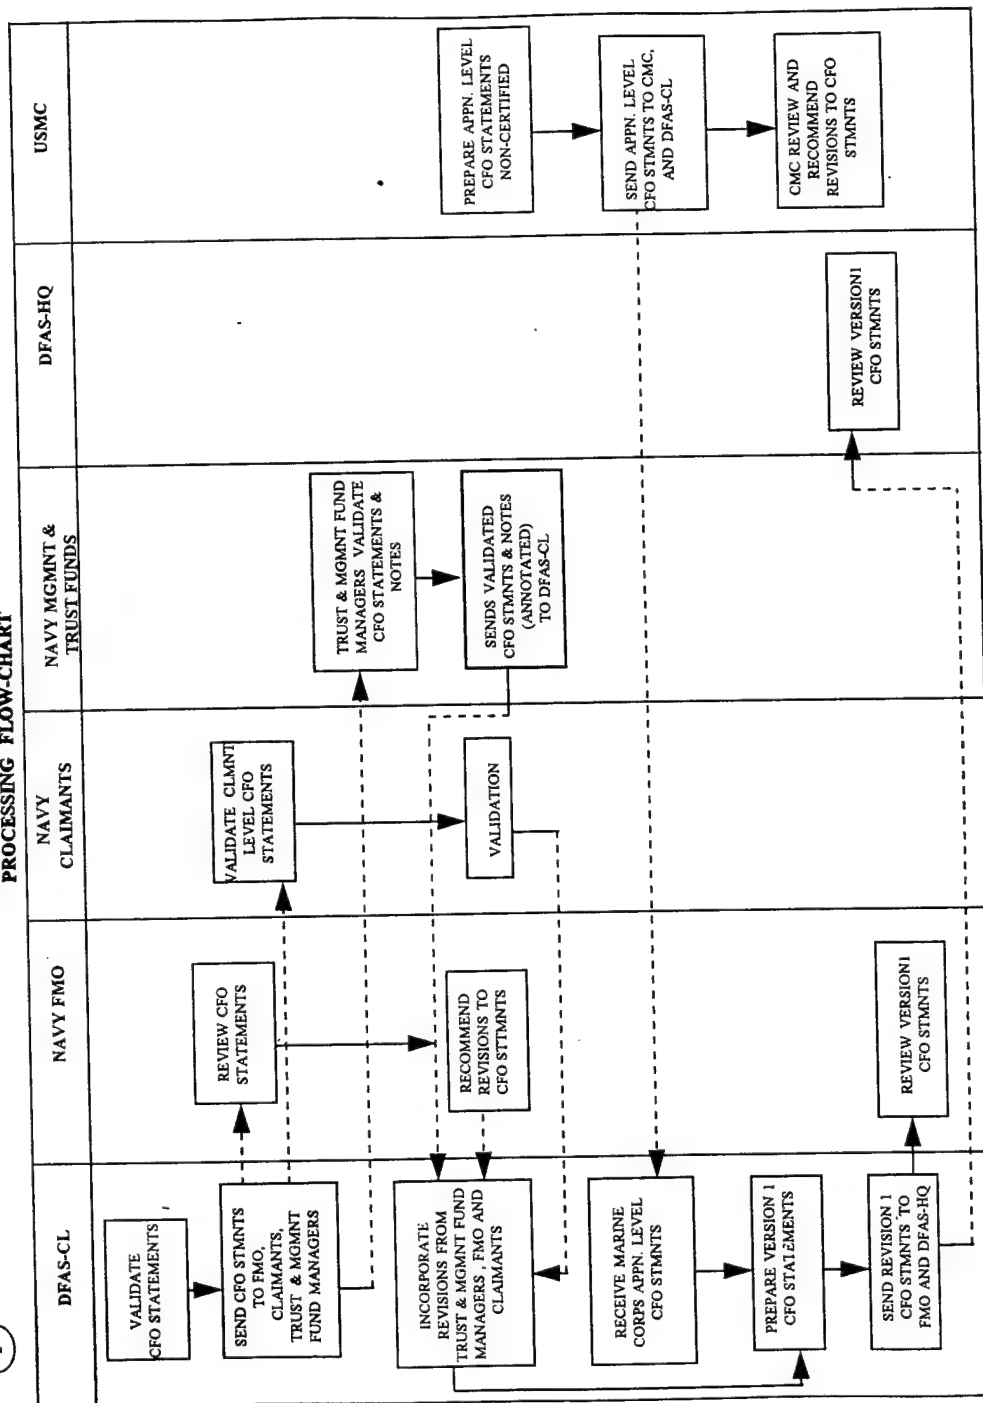 PROCESSING FLOW-CHART
DFAS-CL
NAVY FMO
NAVY
CLAIMANTS
NAVY MGMNT &
TRUST FUNDS
DFAS-HQ
USMC
VALIDATE
CFO STATEMENTS
SEND CFO STMNTS
TO FMO,
CLAIMANTS,
TRUST & MGMNT
FUND MANAGERS
INCORPORATE
REVISIONS FROM
TRUST & MGMNT FUND
MANAGERS , FMO AND
CLAIMANTS
RECEIVE MARINE
CORPS APPN. LEVEL
CFO STMNTS
PREPARE VERSION 1
CFO STATEMENTS
SEND REVISION 1
CFO STMNTS TO
FMO AND DFAS-HQ
REVIEW CFO
STATEMENTS
RECOMMEND
REVISIONS TO
CFO STTMNTS
REVIEW VERSION1
CFO STMNTS
VALIDATE CLMNT
LEVEL CFO
STATEMENTS
VALIDATION
TRUST & MGMNT FUND
MANAGERS VALIDATE
CFO STATEMENTS &
NOTES
SENDS VALIDATED
CFO STMNTS & NOTES
(ANNOTATED)
TO DFAS-CL
REVIEW VERSION1
CFO STMNTS
PREPARE APPN. LEVEL
CFO STATEMENTS
NON-CERTIFIED
SEND APPN. LEVEL
CFO STMNTS TO CMC,
AND DFAS-CL
CMC REVIEW AND
RECOMMEND
REVISIONS TO CFO
STMNTS